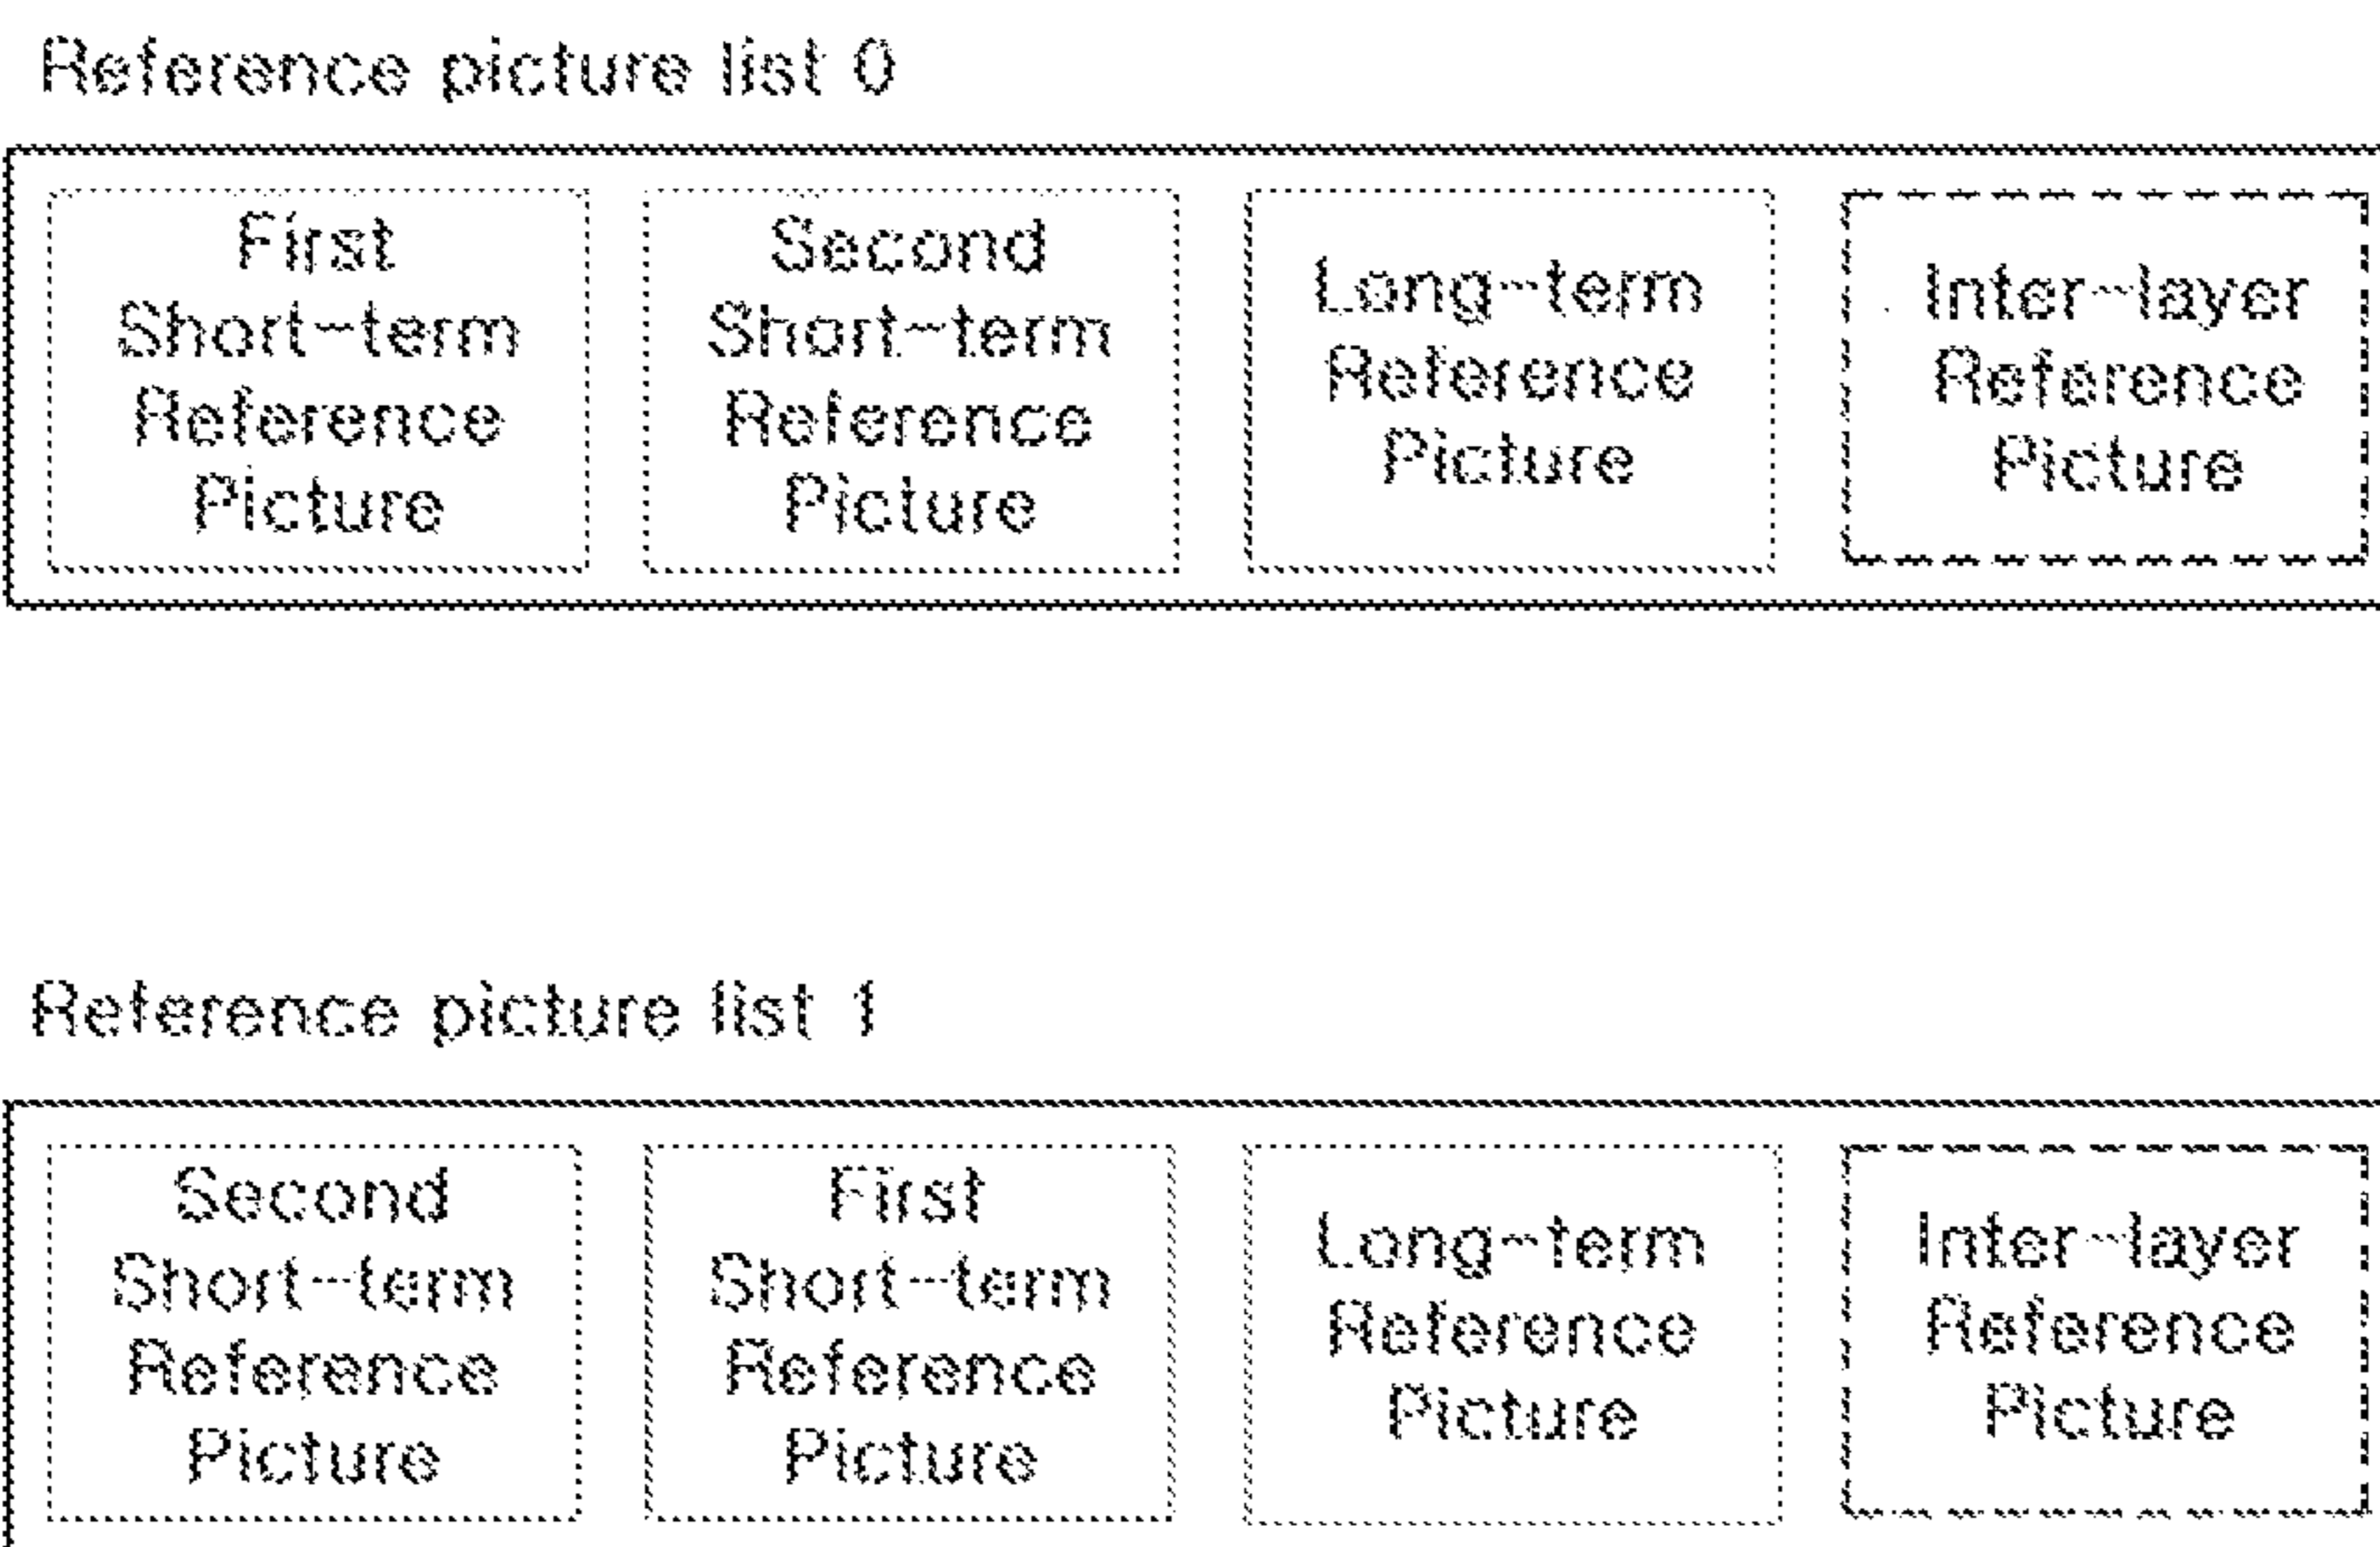 Reference picture list 0
First
Short-term
Reference
Picture
Second
Short-term
Reference
Picture
Long-term
Reference
Picture
Inter-layer
Reference
Picture
Reference picture list 1
Second
Short-term
Reference
Picture
First
Short-term
Reference
Picture
Long-term
Reference
Picture
Inter-layer
Reference
Picture